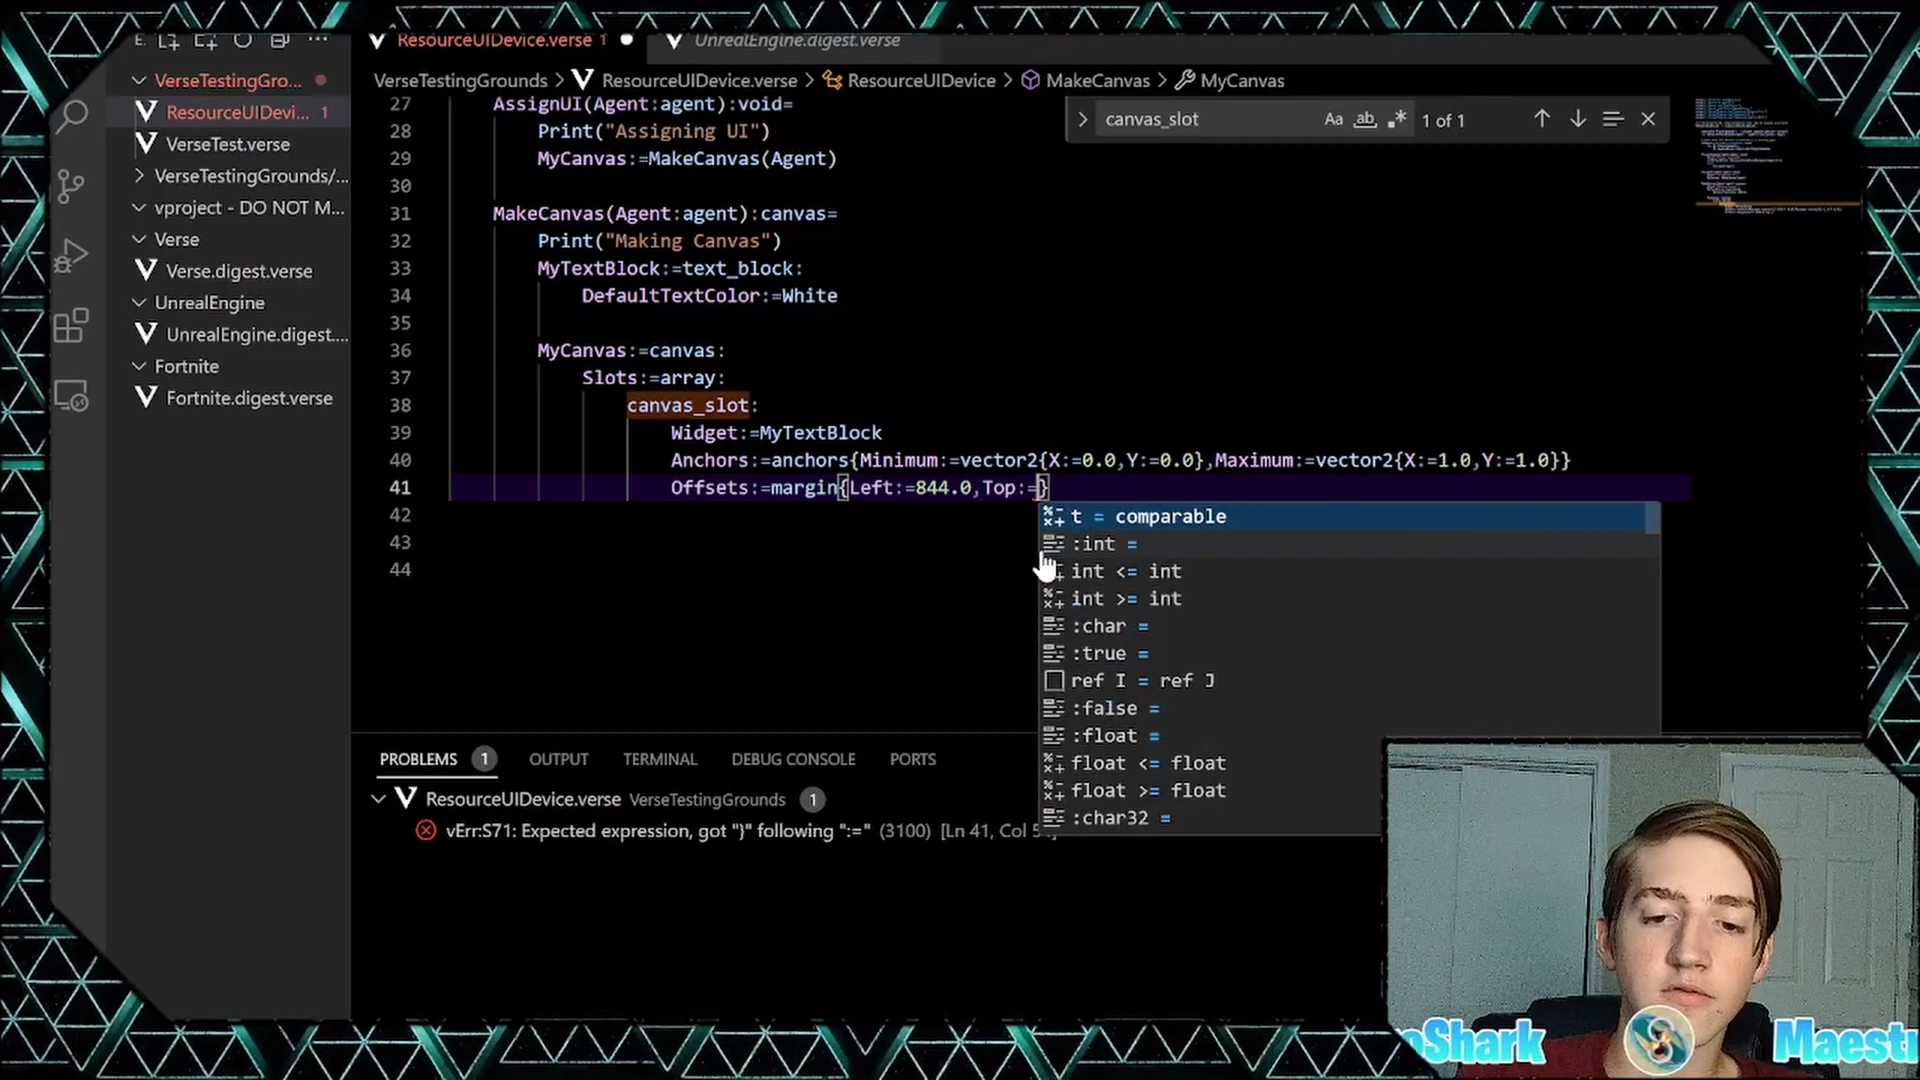 E.
ResourceUIDevice.verse 1
UnrealEngine.digest.verse
VerseTestingGro...
VerseTestingGrounds > ResourceUIDevice.verse > ResourceUIDevice > MakeCanvas > MyCanvas
ResourceUIDevi... 1
VerseTest.verse
VerseTestingGrounds/...
vproject - DO NOT M...
Verse
Verse.digest.verse
UnrealEngine
UnrealEngine.digest....
Fortnite
Fortnite.digest.verse
canvas_slot Aa ab 1 of 1
27 AssignUI(Agent:agent):void=
28 Print("Assigning UI")
29 MyCanvas:=MakeCanvas(Agent)
30
31 MakeCanvas(Agent:agent):canvas=
32 Print("Making Canvas")
33 MyTextBlock:=text_block:
34 DefaultTextColor:=White
35
36 MyCanvas:=canvas:
37 Slots:=array:
38 canvas_slot:
39 Widget:=MyTextBlock
40 Anchors:=anchors{Minimum:=vector2{X:=0.0,Y:=0.0},Maximum:=vector2{X:=1.0,Y:=1.0}}
41 Offsets:=margin{Left:=844.0,Top:=}
42
43
44
t = comparable
:int =
int <= int
int >= int
:char =
:true =
ref I = ref J
:false =
:float =
float <= float
float >= float
:char32 =
PROBLEMS 1 OUTPUT TERMINAL DEBUG CONSOLE PORTS
ResourceUIDevice.verse VerseTestingGrounds 1
vErr:S71: Expected expression, got "}" following ":=" (3100) [Ln 41, Col